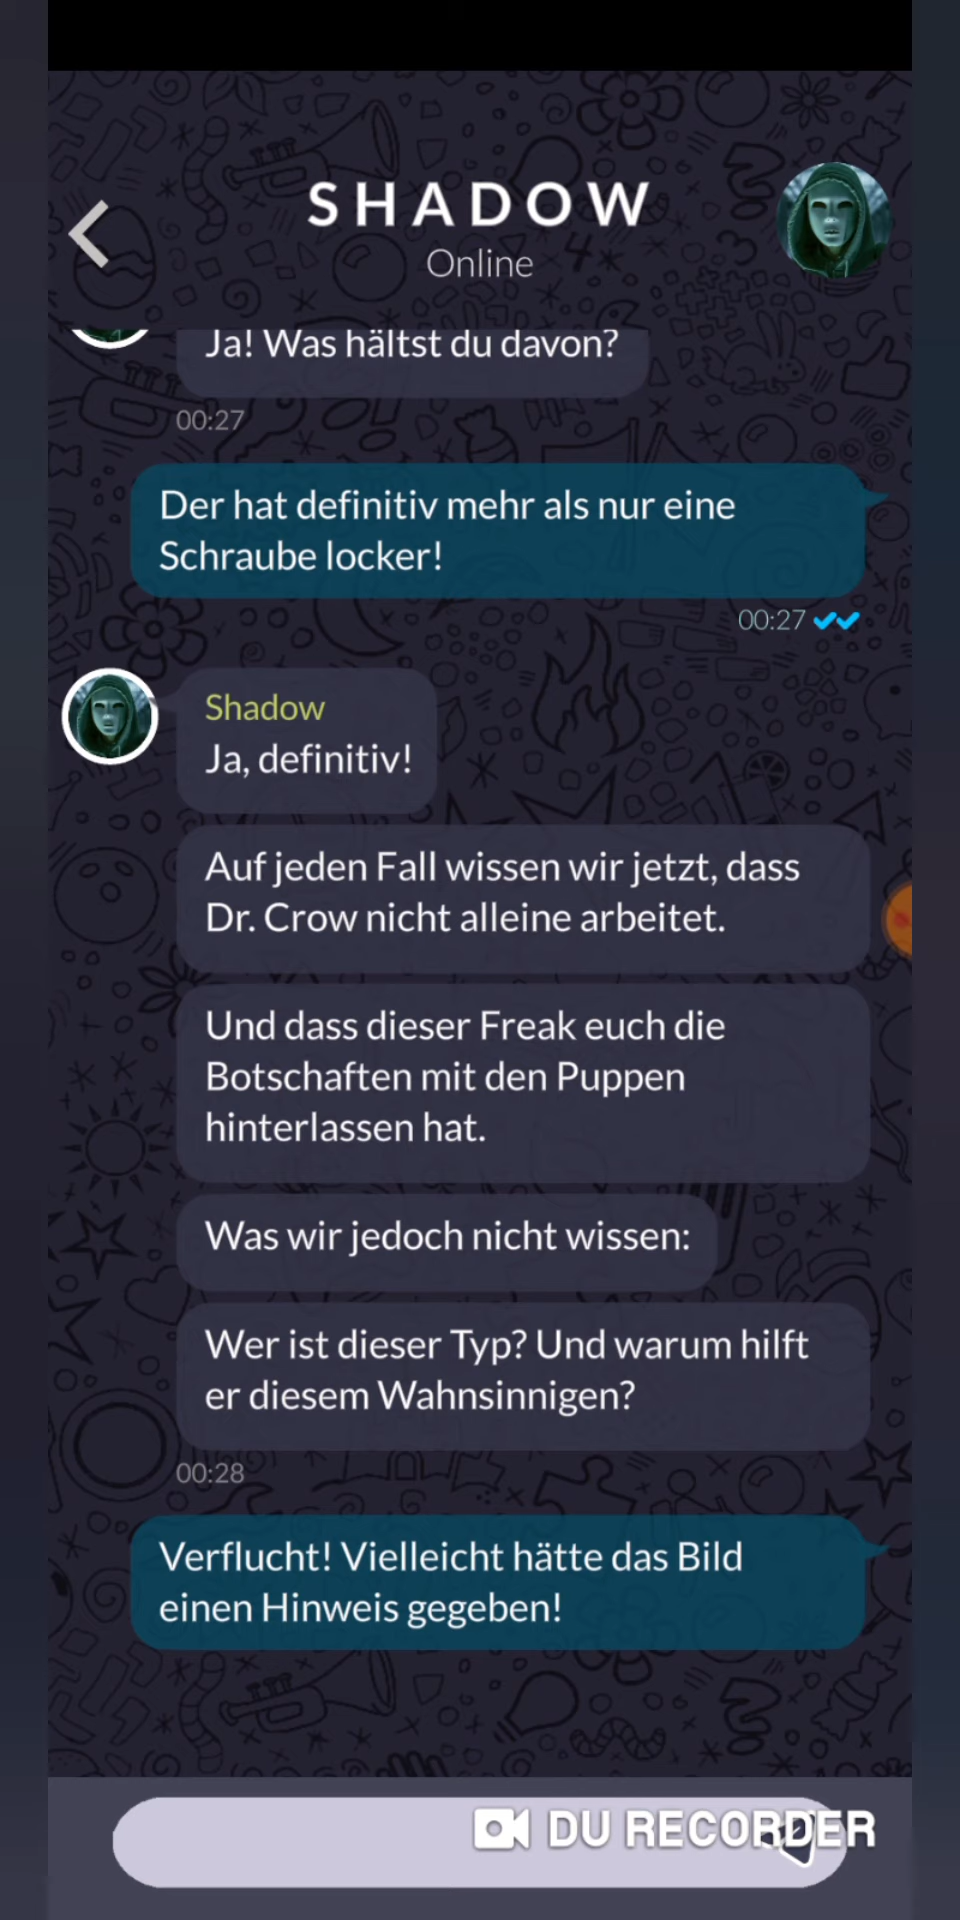 SHADOW
Online
Ja! Was hältst du davon?
00:27
Der hat definitiv mehr als nur eine
Schraube locker!
00:27
Shadow
Ja, definitiv!
Auf jeden Fall wissen wir jetzt, dass
Dr. Crow nicht alleine arbeitet.
Und dass dieser Freak euch die
Botschaften mit den Puppen
hinterlassen hat.
Was wir jedoch nicht wissen:
Wer ist dieser Typ? Und warum hilft
er diesem Wahnsinnigen?
00:28
Verflucht! Vielleicht hätte das Bild
einen Hinweis gegeben!
DU RECORDER